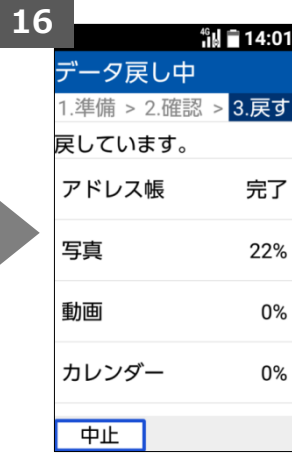 16
4G 14:01
データ戻し中
1.準備 > 2.確認 > 3.戻す
戻しています。
アドレス帳 完了
写真 22%
動画 0%
カレンダー 0%
中止